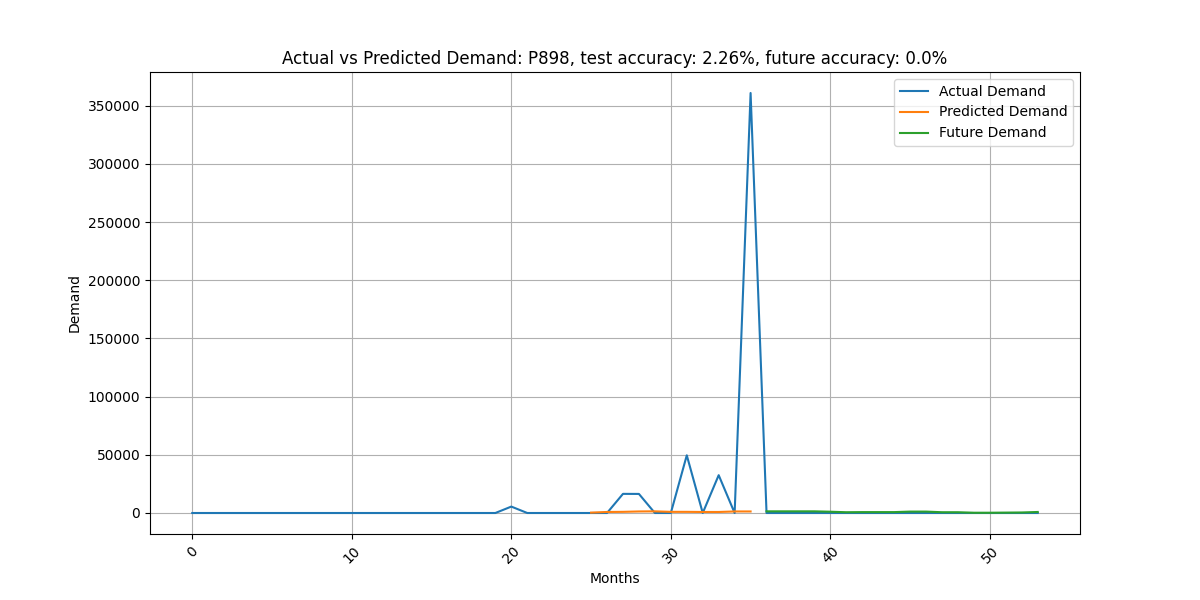 Actual vs Predicted Demand: P898, test accuracy: 2.26%, future accuracy: 0.0%
Actual Demand
Predicted Demand
Future Demand
350000
300000
250000
200000
150000
100000
50000
0
Demand
0
10
20
30
40
50
Months